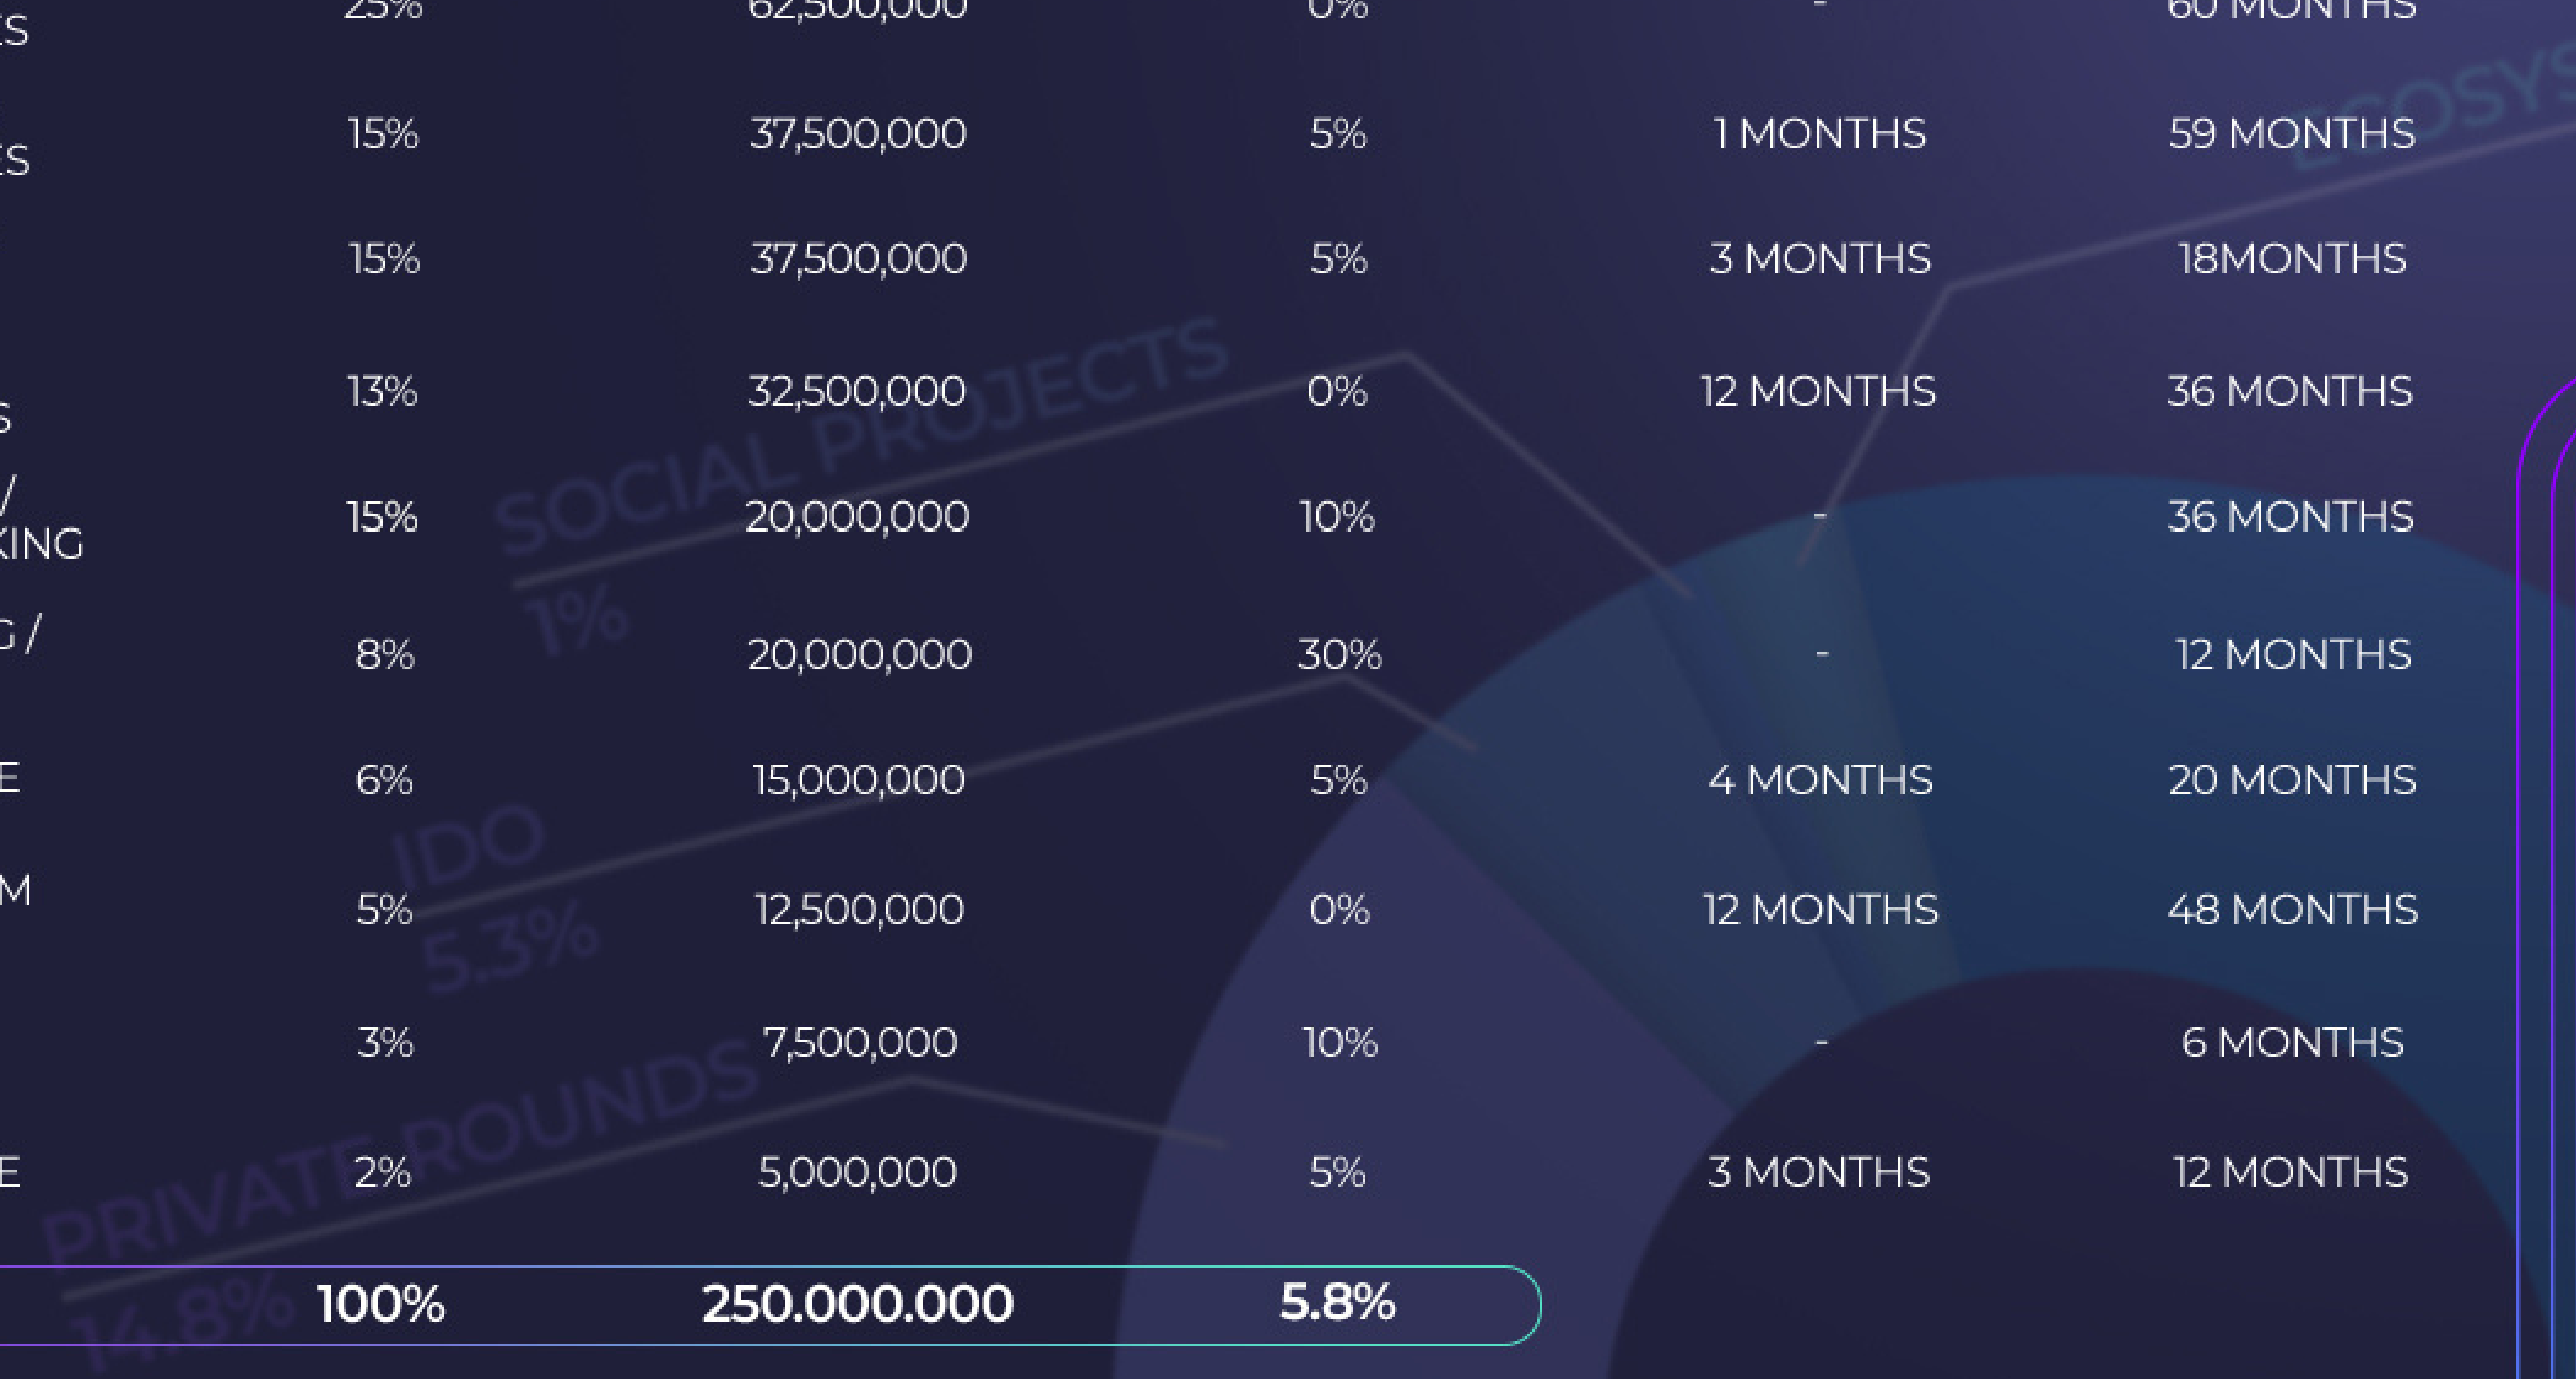 ES 25% 62,500,000 0% - 60 MONTHS
ES 15% 37,500,000 5% 1 MONTHS 59 MONTHS
15% 37,500,000 5% 3 MONTHS 18MONTHS
S 13% 32,500,000 0% 12 MONTHS 36 MONTHS
/
KING 15% 20,000,000 10% - 36 MONTHS
G / 8% 20,000,000 30% - 12 MONTHS
E 6% 15,000,000 5% 4 MONTHS 20 MONTHS
M 5% 12,500,000 0% 12 MONTHS 48 MONTHS
3% 7,500,000 10% - 6 MONTHS
E 2% 5,000,000 5% 3 MONTHS 12 MONTHS
100% 250.000.000 5.8%
ECOSYS
SOCIAL PROJECTS
1%
IDO
5.3%
PRIVATE ROUNDS
14.8%